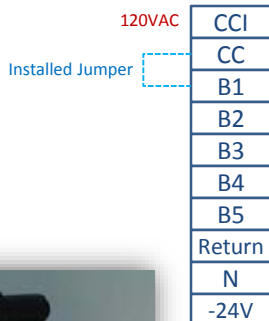 120VAC CCI
CC
Installed Jumper
B1
B2
B3
B4
B5
Return
N
-24V